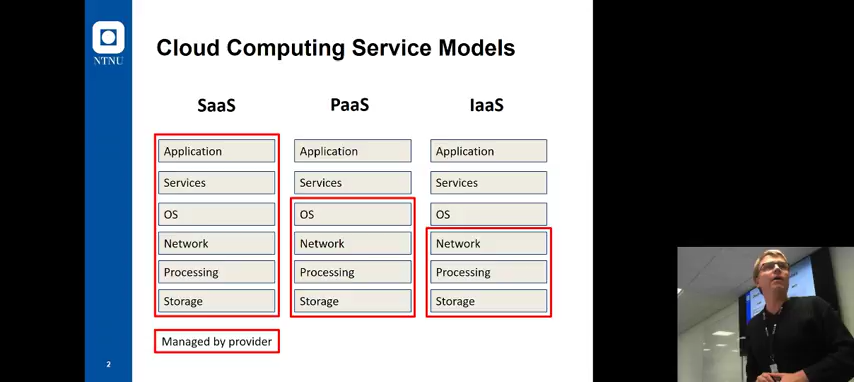 NTNU
Cloud Computing Service Models
SaaS
PaaS
IaaS
Application
Services
OS
Network
Processing
Storage
Application
Services
OS
Network
Processing
Storage
Application
Services
OS
Network
Processing
Storage
Managed by provider
2